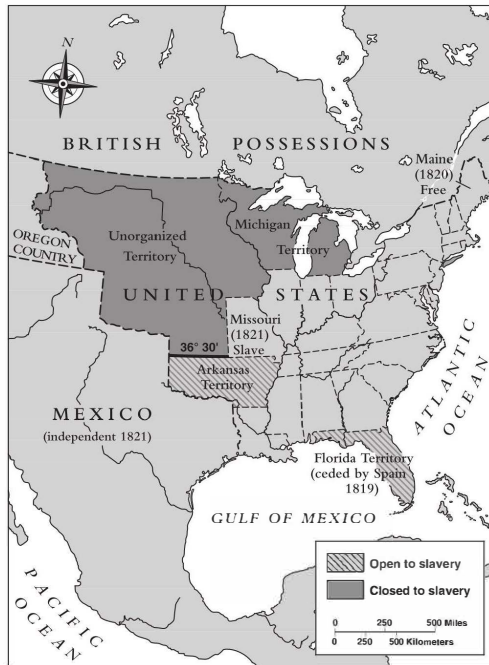 N
BRITISH POSSESSIONS
Maine
(1820)
Free
OREGON
COUNTRY
Unorganized
Territory
Michigan
Territory
UNITED STATES
Missouri
(1821)
Slave
36° 30'
Arkansas
Territory
MEXICO
(independent 1821)
ATLANTIC
OCEAN
Florida Territory
(ceded by Spain
1819)
GULF OF MEXICO
PACIFIC
OCEAN
Open to slavery
Closed to slavery
0 250 500 Miles
0 250 500 Kilometers